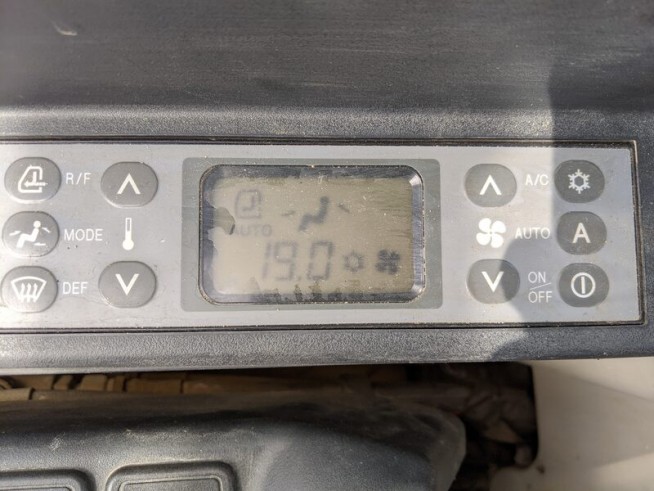 R/F
MODE
DEF
AUTO
19.0
A/C
AUTO
A
ON
OFF